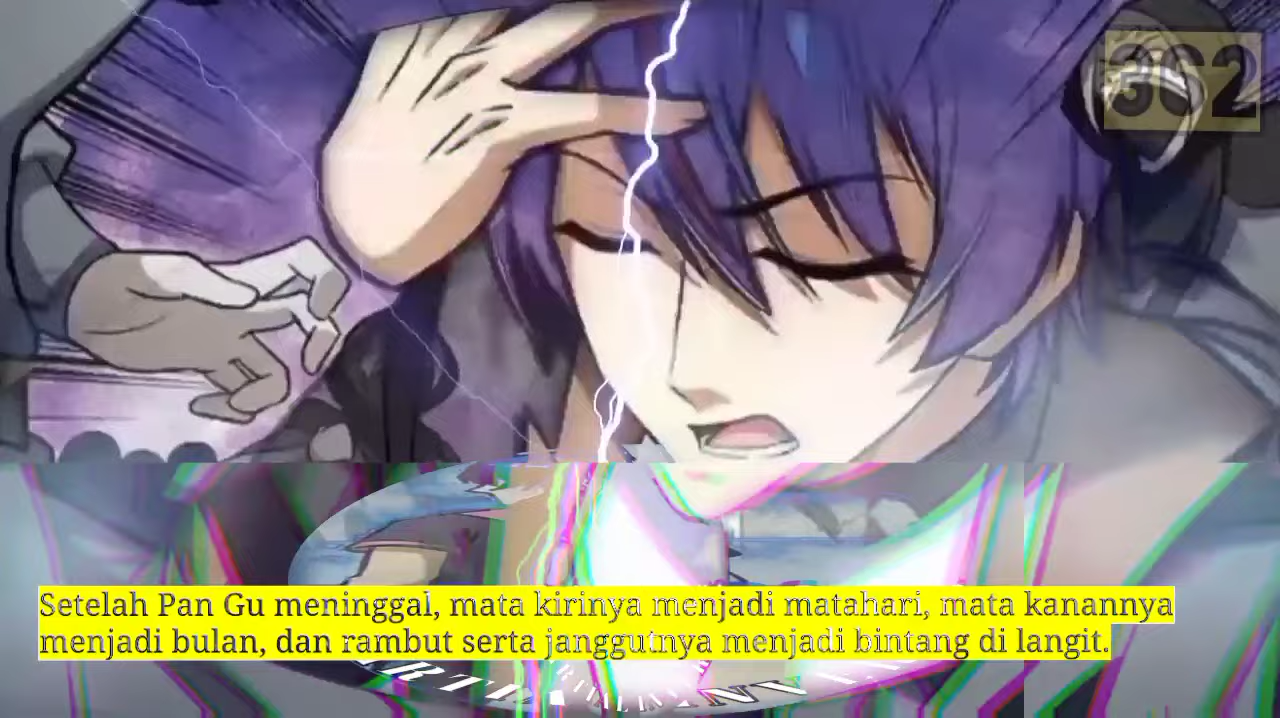 362
Setelah Pan Gu meninggal, mata kirinya menjadi matahari, mata kanannya
menjadi bulan, dan rambut serta janggutnya menjadi bintang di langit.